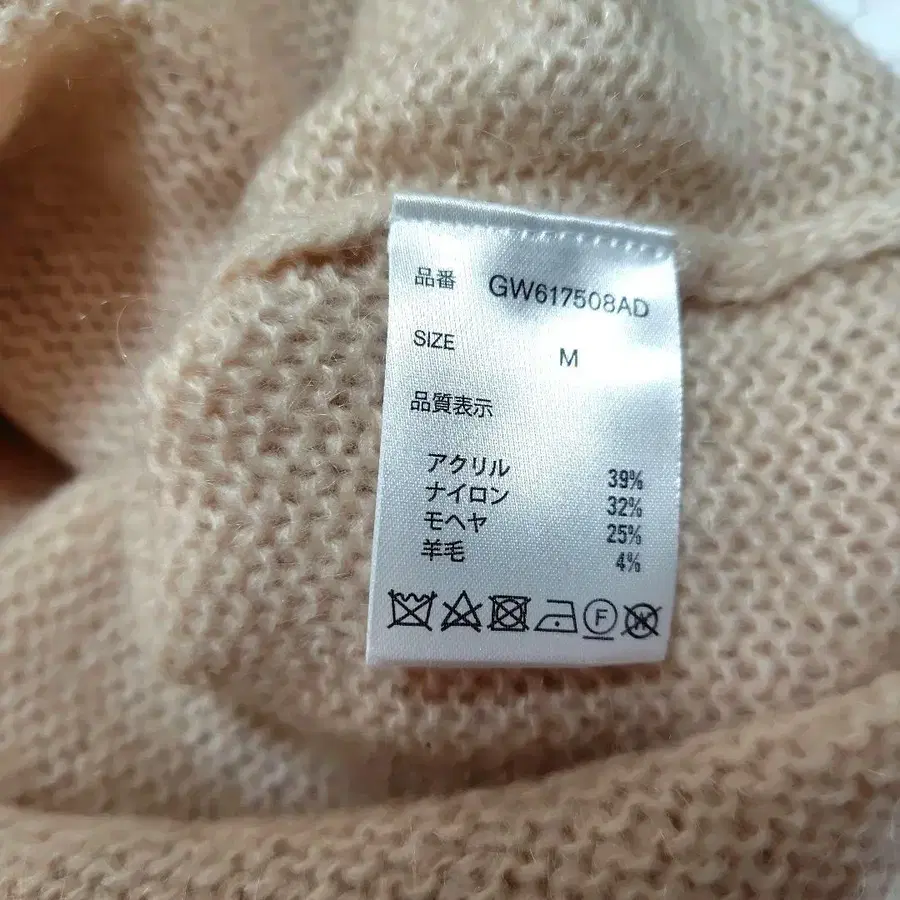 品番 GW617508AD
SIZE M
品質表示
アクリル 39%
ナイロン 32%
モヘヤ 25%
羊毛 4%
F W